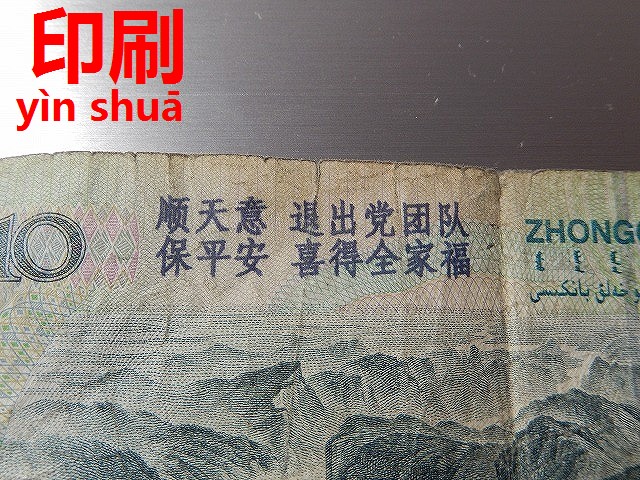 印刷
yìn shuā
顺天意 退出党团队
保平安 喜得全家福
10
ZHONGG